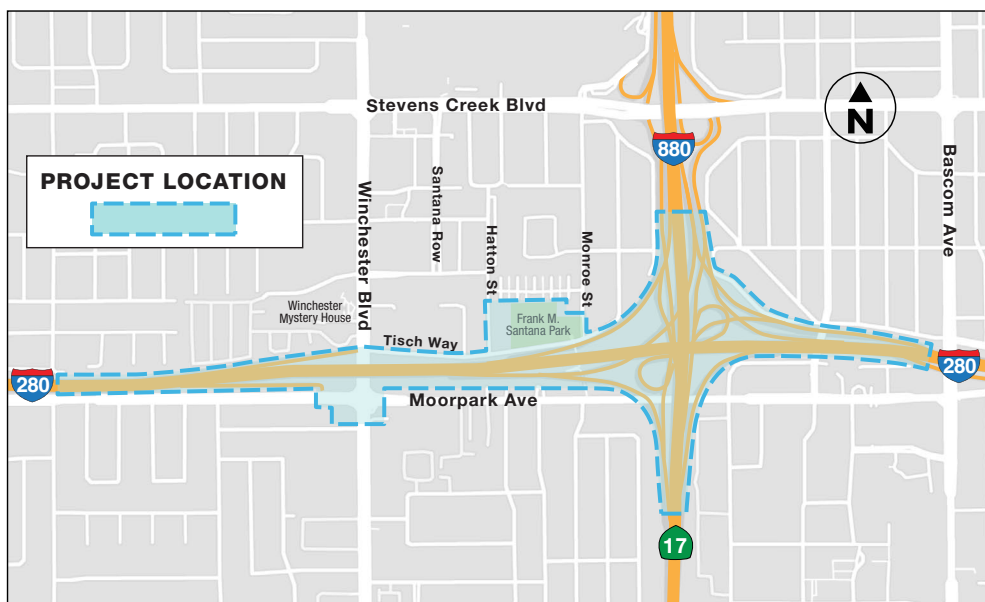 Stevens Creek Blvd
N
880
PROJECT LOCATION
Winchester Blvd
Santana Row
Hatton St
Monroe St
Bascom Ave
Winchester
Mystery House
Frank M.
Santana Park
Tisch Way
280
280
Moorpark Ave
17